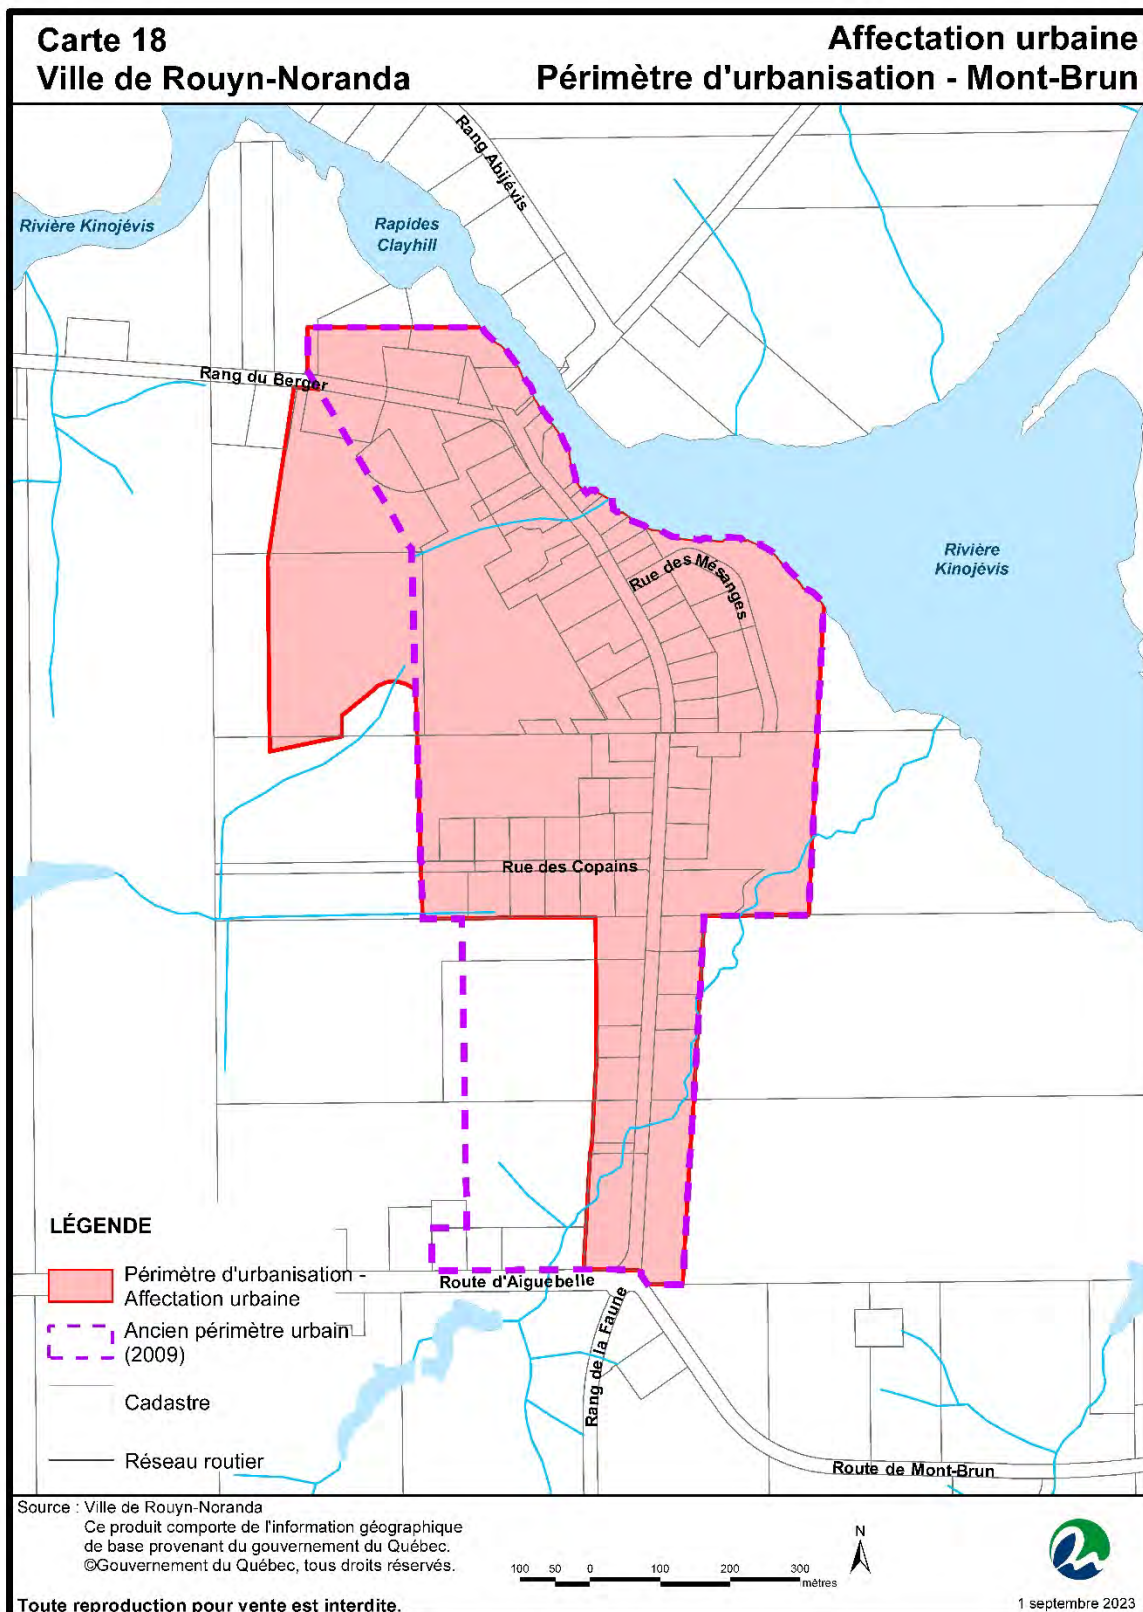 Carte 18
Ville de Rouyn-Noranda
Affectation urbaine
Périmètre d'urbanisation - Mont-Brun
Rang Abijévis
Rivière Kinojévis
Rapides
Clayhill
Rang du Berger
Rivière
Kinojévis
Rue des Mésanges
Rue des Copains
LÉGENDE
Périmètre d'urbanisation -
Affectation urbaine
Ancien périmètre urbain
(2009)
Cadastre
Réseau routier
Route d'Aiguebelle
Rang de la Faune
Route de Mont-Brun
Source : Ville de Rouyn-Noranda
Ce produit comporte de l'information géographique
de base provenant du gouvernement du Québec.
©Gouvernement du Québec, tous droits réservés.
Toute reproduction pour vente est interdite.
100 50 0 100 200 300
mètres
N
1 septembre 2023